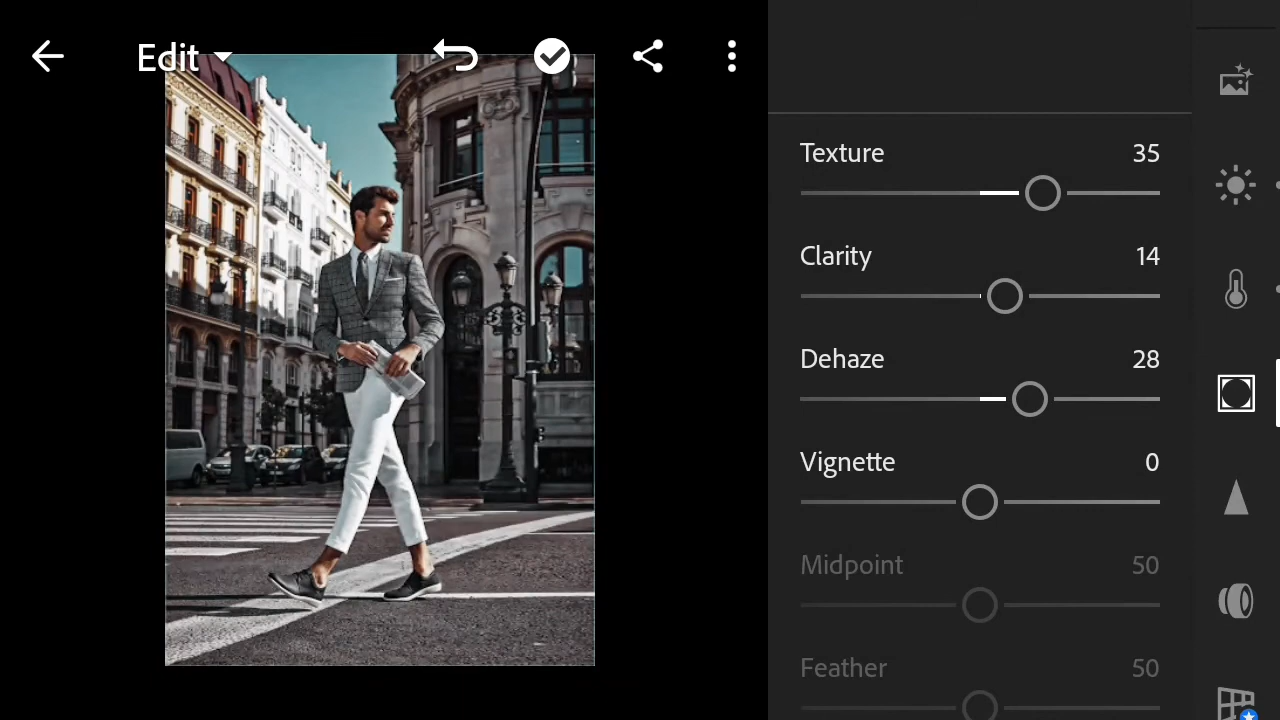 Edit
Texture 35
Clarity 14
Dehaze 28
Vignette 0
Midpoint 50
Feather 50